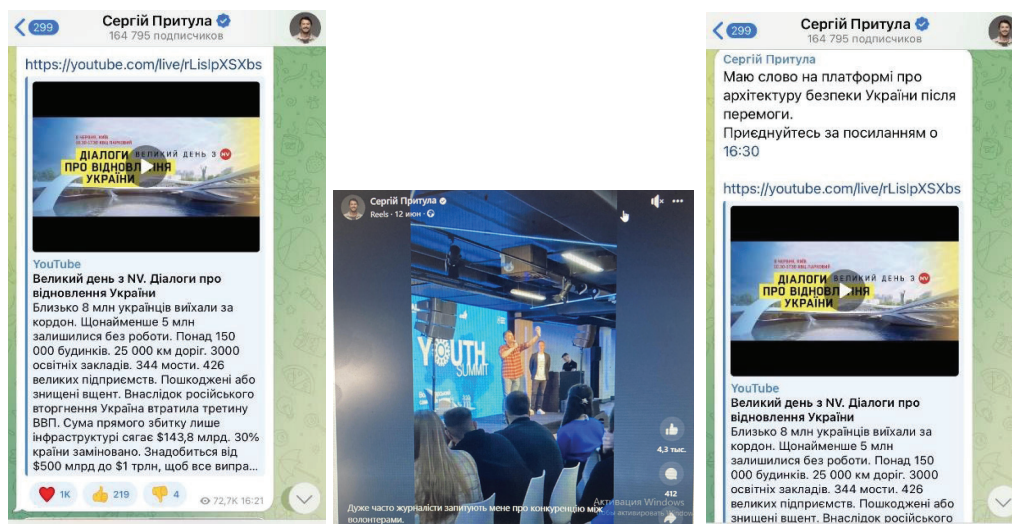 299
Сергій Притула
164 795 подписчиков
https://youtube.com/live/rLisIpXSXbs
8 ЧЕРВНЯ, КИЇВ
ДІАЛОГИ
ПРО ВІДНОВЛЕННЯ
УКРАЇНИ
ВЕЛИКИЙ ДЕНЬ З NV
YouTube
Великий день з NV. Діалоги про
відновлення України
Близько 8 млн українців виїхали за
кордон. Щонайменше 5 млн
залишилися без роботи. Понад 150
000 будинків. 25 000 км доріг. 3000
освітніх закладів. 344 мости. 426
великих підприємств. Пошкоджені або
знищені вщент. Внаслідок російського
вторгнення Україна втратила третину
ВВП. Сума прямого збитку лише
інфраструктурі сягає $143,8 млрд. 30%
країни заміновано. Знадобиться від
$500 млрд до $1 трлн, щоб все випра...
1K
219
4
72,7K 16:21
Сергій Притула
Reels · 12 июн ·
YOUTH
SUMMIT
4,3 тыс.
412
Активация Windows
Дуже часто журналісти запитують мене про конкуренцію між
волонтерами.
299
Сергій Притула
164 795 подписчиков
Сергій Притула
Маю слово на платформі про
архітектуру безпеки України після
перемоги.
Приєднуйтесь за посиланням о
16:30
https://youtube.com/live/rLisIpXSXbs
8 ЧЕРВНЯ, КИЇВ
ДІАЛОГИ
ПРО ВІДНОВЛЕННЯ
УКРАЇНИ
ВЕЛИКИЙ ДЕНЬ З NV
YouTube
Великий день з NV. Діалоги про
відновлення України
Близько 8 млн українців виїхали за
кордон. Щонайменше 5 млн
залишилися без роботи. Понад 150
000 будинків. 25 000 км доріг. 3000
освітніх закладів. 344 мости. 426
великих підприємств. Пошкоджені або
знищені вщент. Внаслідок російського